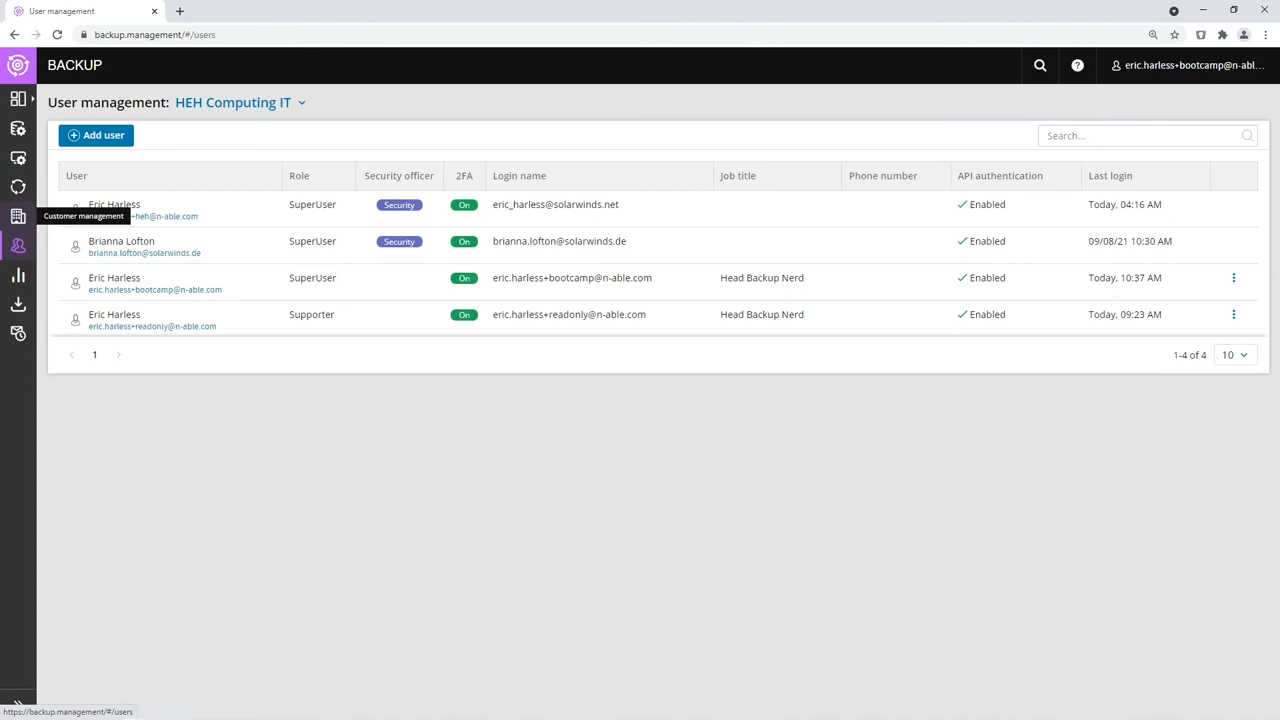 User management
backup.management/#/users
BACKUP
eric.harless+bootcamp@n-abl...
User management: HEH Computing IT
Add user
Search...
User Role Security officer 2FA Login name Job title Phone number API authentication Last login
Eric Harless SuperUser Security On eric_harless@solarwinds.net Enabled Today, 04:16 AM
Customer management +heh@n-able.com
Brianna Lofton SuperUser Security On brianna.lofton@solarwinds.de Enabled 09/08/21 10:30 AM
brianna.lofton@solarwinds.de
Eric Harless SuperUser On eric.harless+bootcamp@n-able.com Head Backup Nerd Enabled Today, 10:37 AM
eric.harless+bootcamp@n-able.com
Eric Harless Supporter On eric.harless+readonly@n-able.com Head Backup Nerd Enabled Today, 09:23 AM
eric.harless+readonly@n-able.com
1 1-4 of 4 10
https://backup.management/#/users